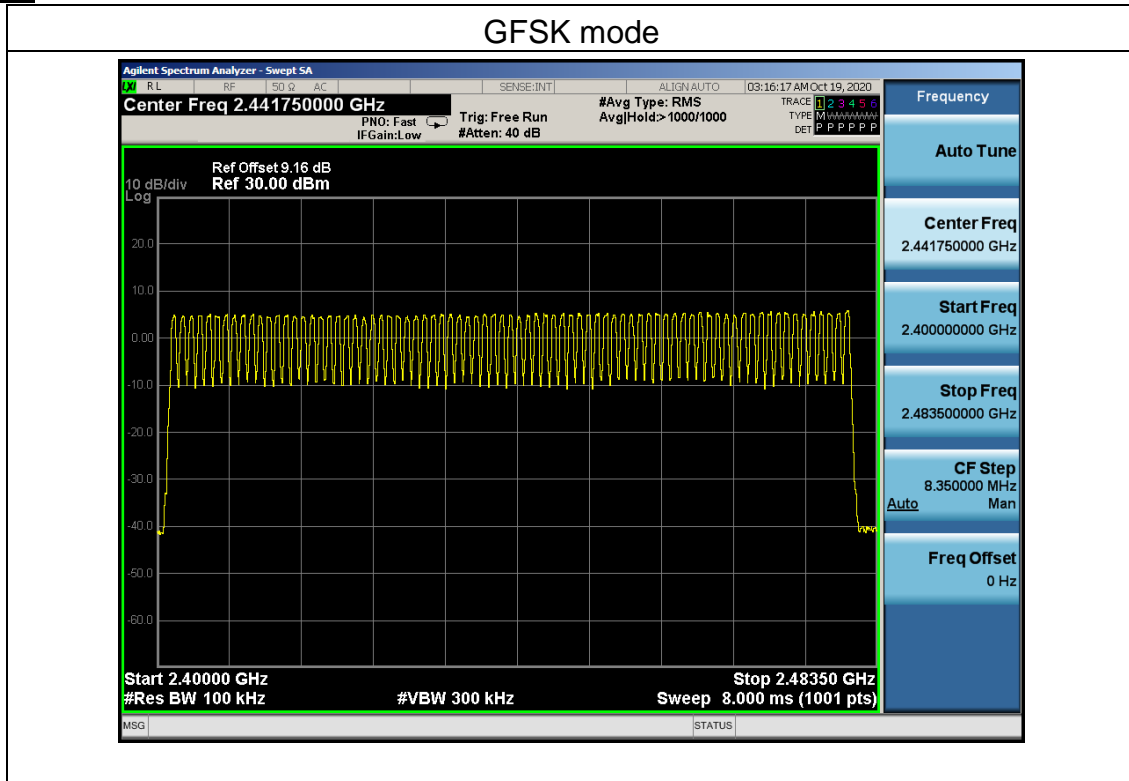 GFSK mode
Agilent Spectrum Analyzer - Swept SA
LXI RL RF 50 Ω AC SENSE:INT ALIGN AUTO 03:16:17 AM Oct 19, 2020
Center Freq 2.441750000 GHz
PNO: Fast
IFGain:Low
Trig: Free Run
#Atten: 40 dB
#Avg Type: RMS
Avg|Hold:>1000/1000
TRACE 1 2 3 4 5 6
TYPE M
DET P P P P P P
Ref Offset 9.16 dB
10 dB/div Ref 30.00 dBm
Log
20.0
10.0
0.00
-10.0
-20.0
-30.0
-40.0
-50.0
-60.0
Start 2.40000 GHz Stop 2.48350 GHz
#Res BW 100 kHz #VBW 300 kHz Sweep 8.000 ms (1001 pts)
MSG STATUS
Frequency
Auto Tune
Center Freq
2.441750000 GHz
Start Freq
2.400000000 GHz
Stop Freq
2.483500000 GHz
CF Step
8.350000 MHz
Auto Man
Freq Offset
0 Hz